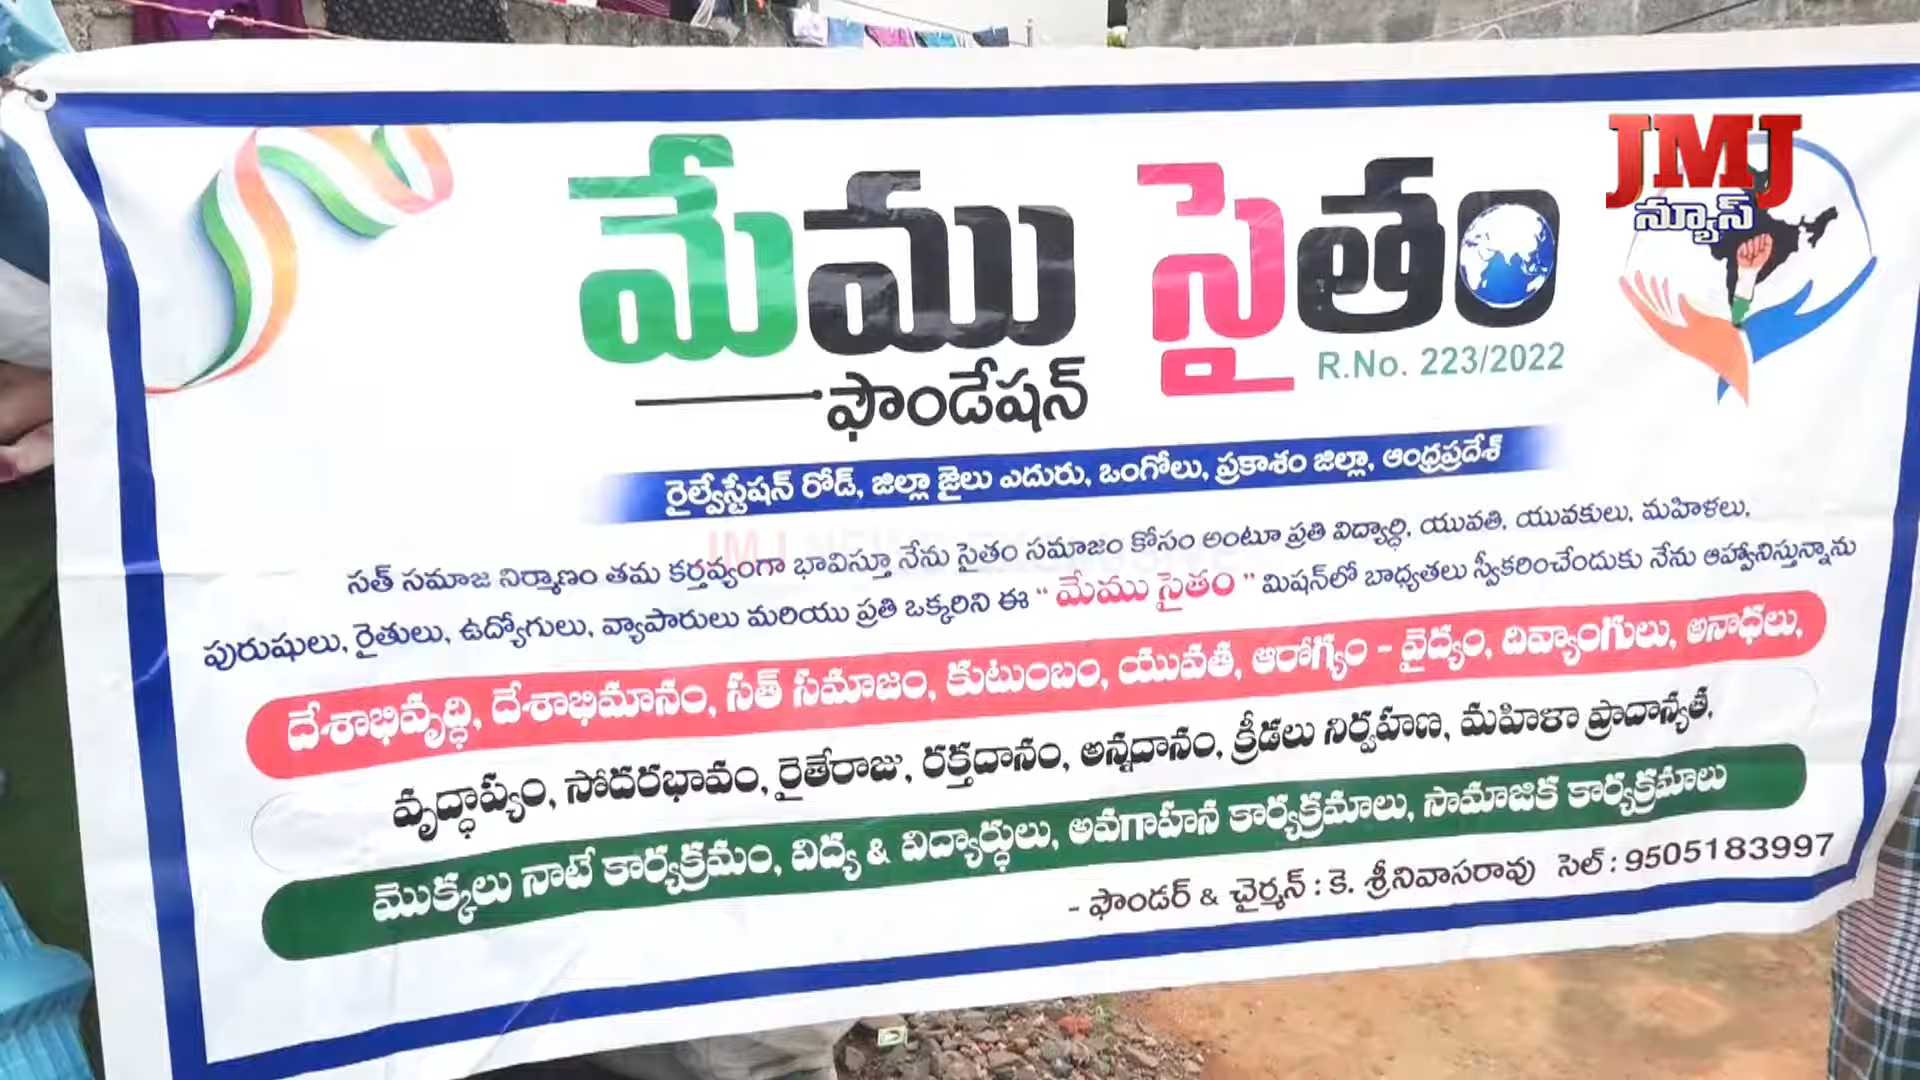 JMJ
న్యూస్
మేము సైతం
ఫౌండేషన్
R.No. 223/2022
రైల్వేస్టేషన్ రోడ్, జిల్లా జైలు ఎదురు, ఒంగోలు, ప్రకాశం జిల్లా, ఆంధ్రప్రదేశ్
సత్ సమాజ నిర్మాణం తమ కర్తవ్యంగా భావిస్తూ నేను సైతం సమాజం కోసం అంటూ ప్రతి విద్యార్థి, యువతి, యువకులు, మహిళలు,
పురుషులు, రైతులు, ఉద్యోగులు, వ్యాపారులు మరియు ప్రతి ఒక్కరిని ఈ " మేము సైతం " మిషన్‌లో బాధ్యతలు స్వీకరించేందుకు నేను ఆహ్వానిస్తున్నాను
దేశాభివృద్ధి, దేశాభిమానం, సత్ సమాజం, కుటుంబం, యువత, ఆరోగ్యం - వైద్యం, దివ్యాంగులు, అనాధలు,
వృద్ధాప్యం, సోదరభావం, రైతేరాజు, రక్తదానం, అన్నదానం, క్రీడలు నిర్వహణ, మహిళా ప్రాధాన్యత,
మొక్కలు నాటే కార్యక్రమం, విద్య & విద్యార్థులు, అవగాహన కార్యక్రమాలు, సామాజిక కార్యక్రమాలు
- ఫౌండర్ & చైర్మన్ : కె. శ్రీనివాసరావు సెల్ : 9505183997